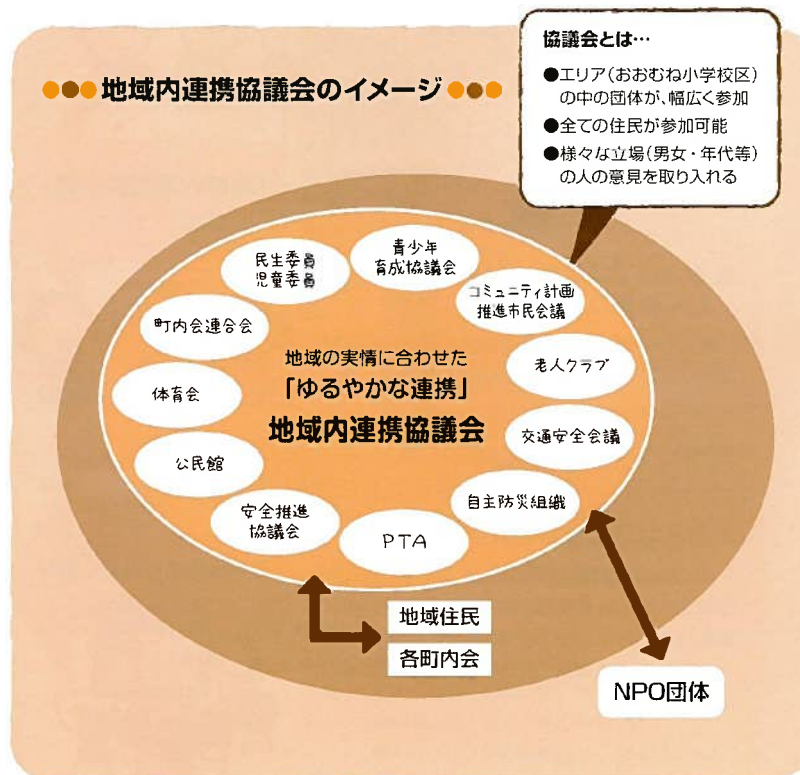 地域内連携協議会のイメージ
協議会とは…
●エリア(おおむね小学校区)
の中の団体が、幅広く参加
●全ての住民が参加可能
●様々な立場(男女・年代等)
の人の意見を取り入れる
青少年
育成協議会
民生委員
児童委員
コミュニティ計画
推進市民会議
町内会連合会
老人クラブ
体育会
交通安全会議
公民館
自主防災組織
安全推進
協議会
PTA
地域の実情に合わせた
「ゆるやかな連携」
地域内連携協議会
地域住民
各町内会
NPO団体